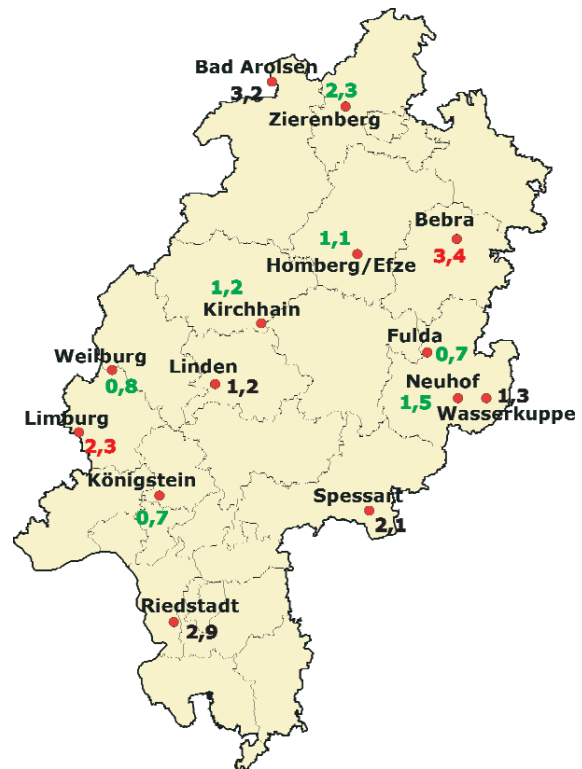 Bad Arolsen
3,2
2,3
Zierenberg
Bebra
3,4
1,1
Homberg/Efze
1,2
Kirchhain
Fulda
0,7
Weilburg
0,8
Linden
1,2
Neuhof
1,5
1,3
Wasserkuppe
Limburg
2,3
Königstein
0,7
Spessart
2,1
Riedstadt
2,9